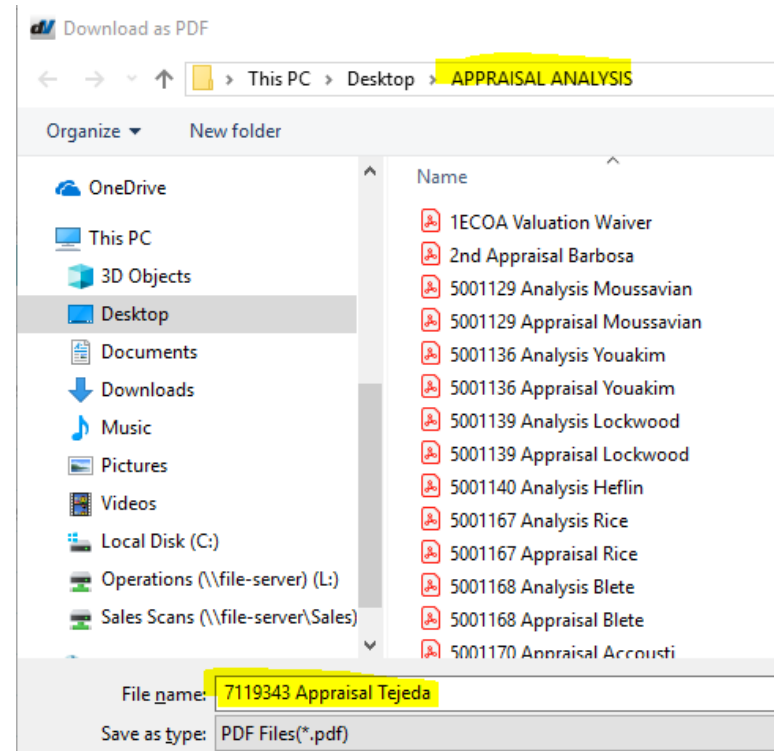 dV Download as PDF
This PC > Desktop > APPRAISAL ANALYSIS
Organize New folder
Name
OneDrive
This PC
3D Objects
Desktop
Documents
Downloads
Music
Pictures
Videos
Local Disk (C:)
Operations (\\file-server) (L:)
Sales Scans (\\file-server\Sales)
1ECOA Valuation Waiver
2nd Appraisal Barbosa
5001129 Analysis Moussavian
5001129 Appraisal Moussavian
5001136 Analysis Youakim
5001136 Appraisal Youakim
5001139 Analysis Lockwood
5001139 Appraisal Lockwood
5001140 Analysis Heflin
5001167 Analysis Rice
5001167 Appraisal Rice
5001168 Analysis Blete
5001168 Appraisal Blete
5001170 Appraisal Accousti
File name: 7119343 Appraisal Tejeda
Save as type: PDF Files(*.pdf)